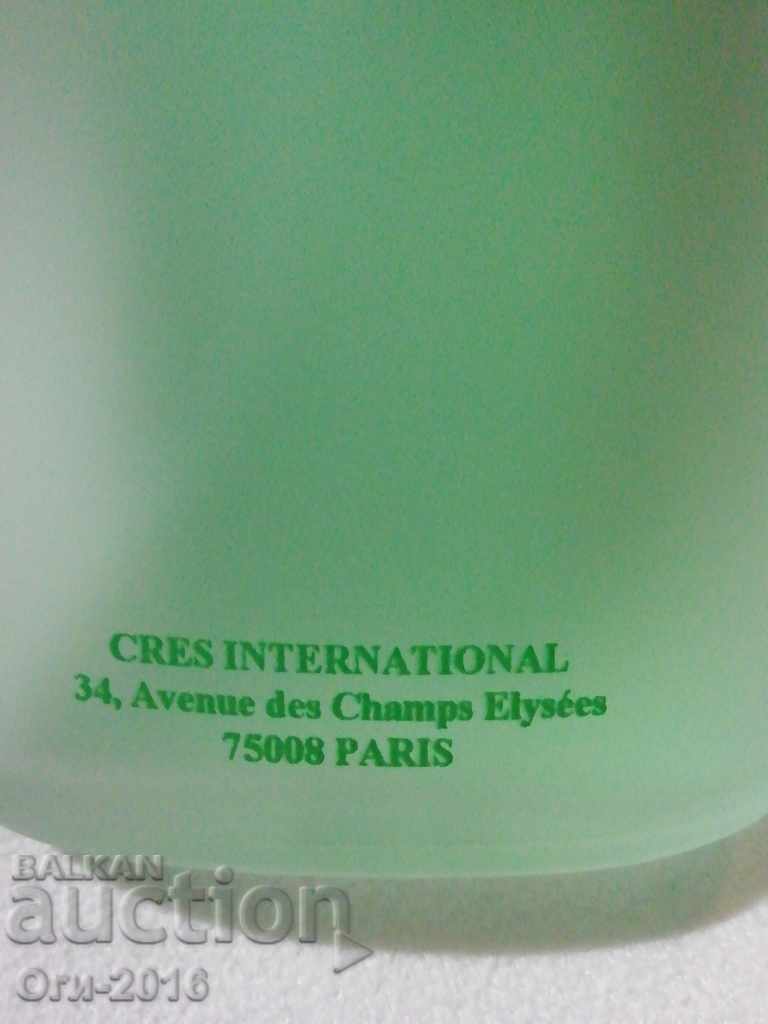 CRES INTERNATIONAL
34, Avenue des Champs Elysées
75008 PARIS
BALKAN
auction
Оги-2016